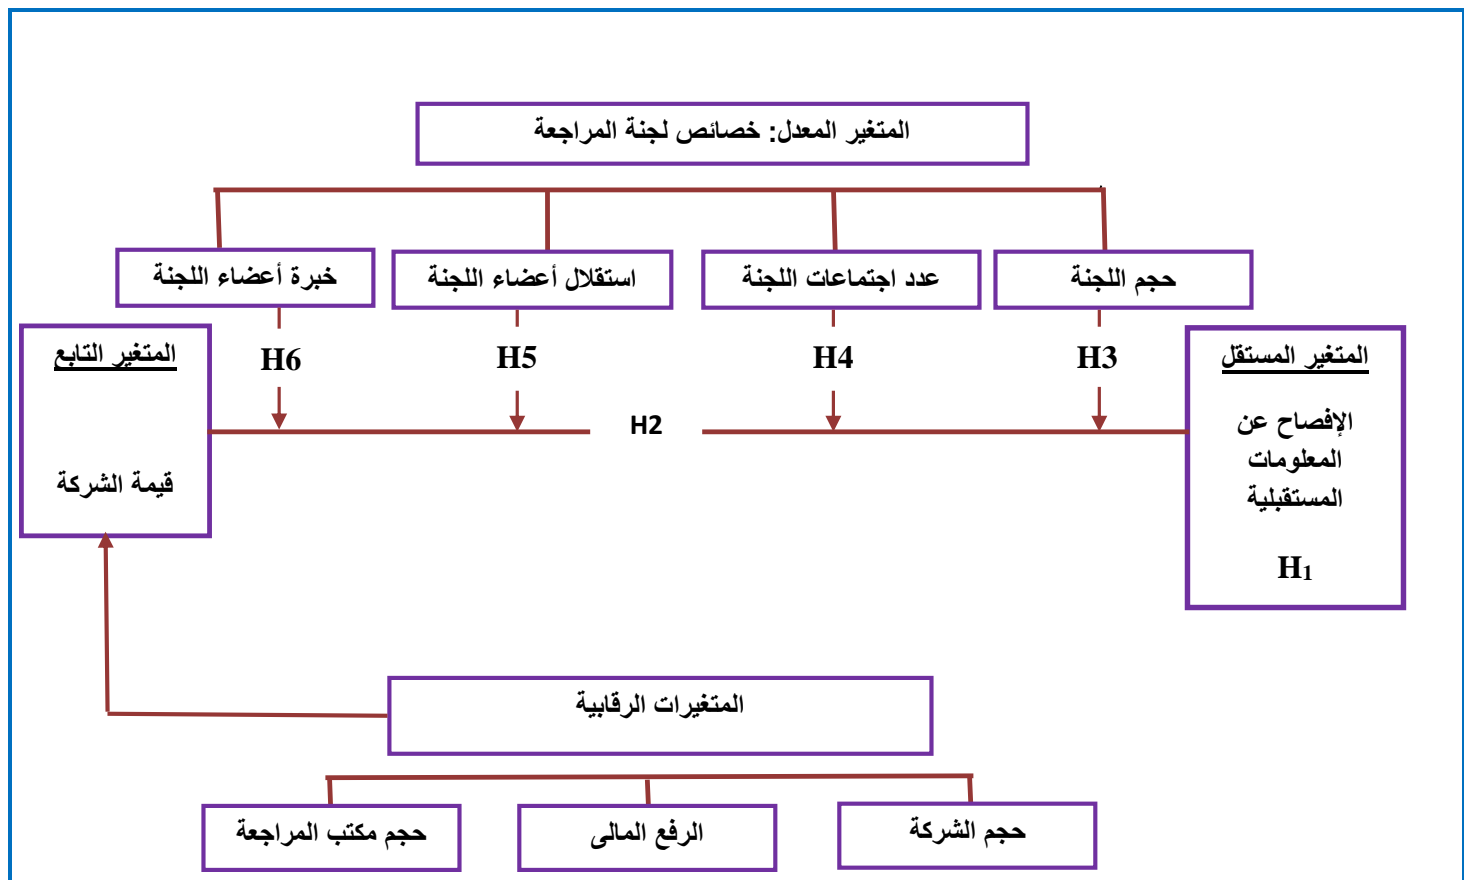 المتغير المعدل: خصائص لجنة المراجعة
حجم اللجنة
عدد اجتماعات اللجنة
استقلال أعضاء اللجنة
خبرة أعضاء اللجنة
H3
H4
H5
H6
المتغير المستقل
الإفصاح عن
المعلومات
المستقبلية
H1
H2
المتغير التابع
قيمة الشركة
المتغيرات الرقابية
حجم الشركة
الرفع المالى
حجم مكتب المراجعة